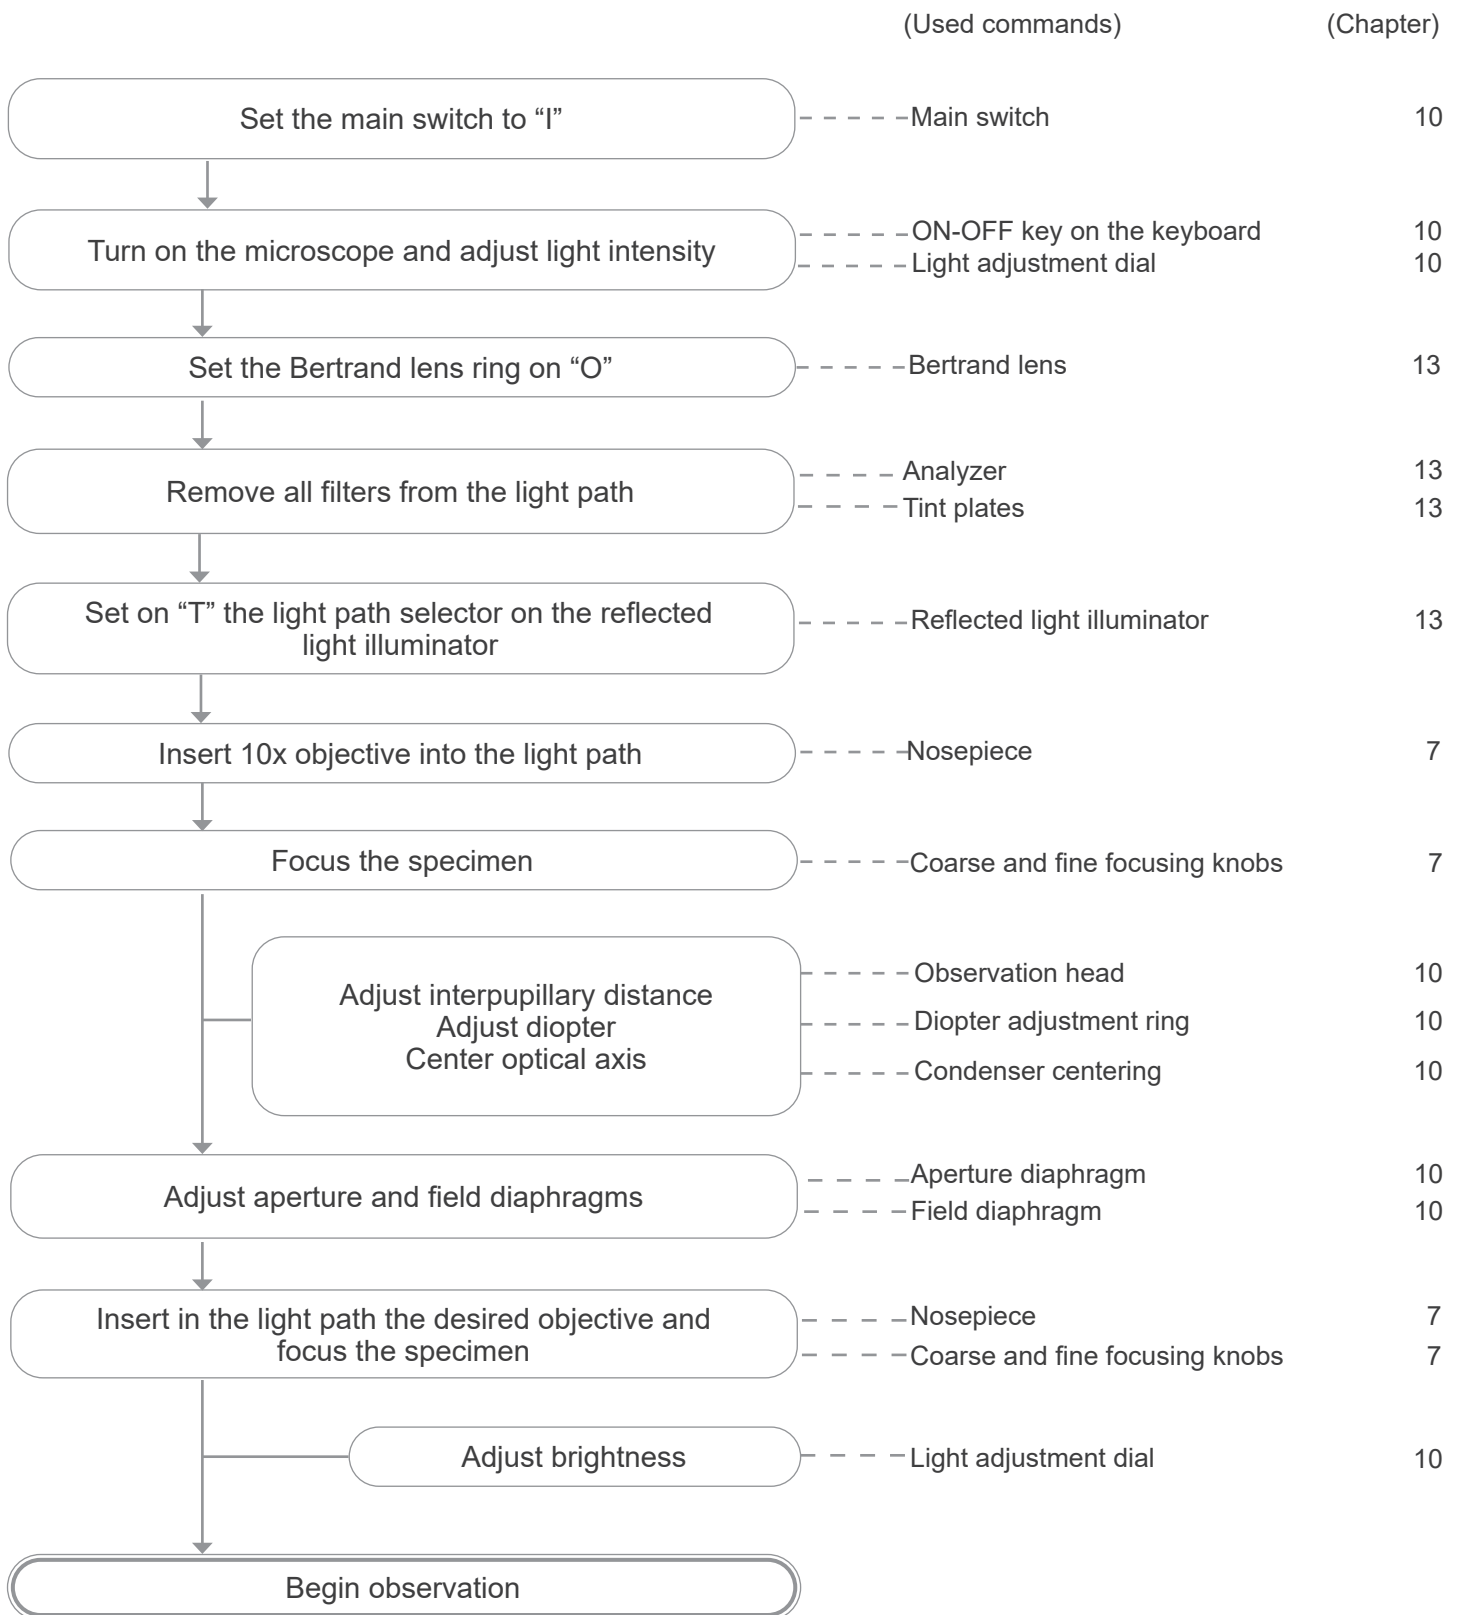 (Used commands) (Chapter)
Set the main switch to “I” Main switch 10
Turn on the microscope and adjust light intensity ON-OFF key on the keyboard 10
Light adjustment dial 10
Set the Bertrand lens ring on “O” Bertrand lens 13
Remove all filters from the light path Analyzer 13
Tint plates 13
Set on “T” the light path selector on the reflected
light illuminator Reflected light illuminator 13
Insert 10x objective into the light path Nosepiece 7
Focus the specimen Coarse and fine focusing knobs 7
Adjust interpupillary distance Observation head 10
Adjust diopter Diopter adjustment ring 10
Center optical axis Condenser centering 10
Adjust aperture and field diaphragms Aperture diaphragm 10
Field diaphragm 10
Insert in the light path the desired objective and Nosepiece 7
focus the specimen Coarse and fine focusing knobs 7
Adjust brightness Light adjustment dial 10
Begin observation